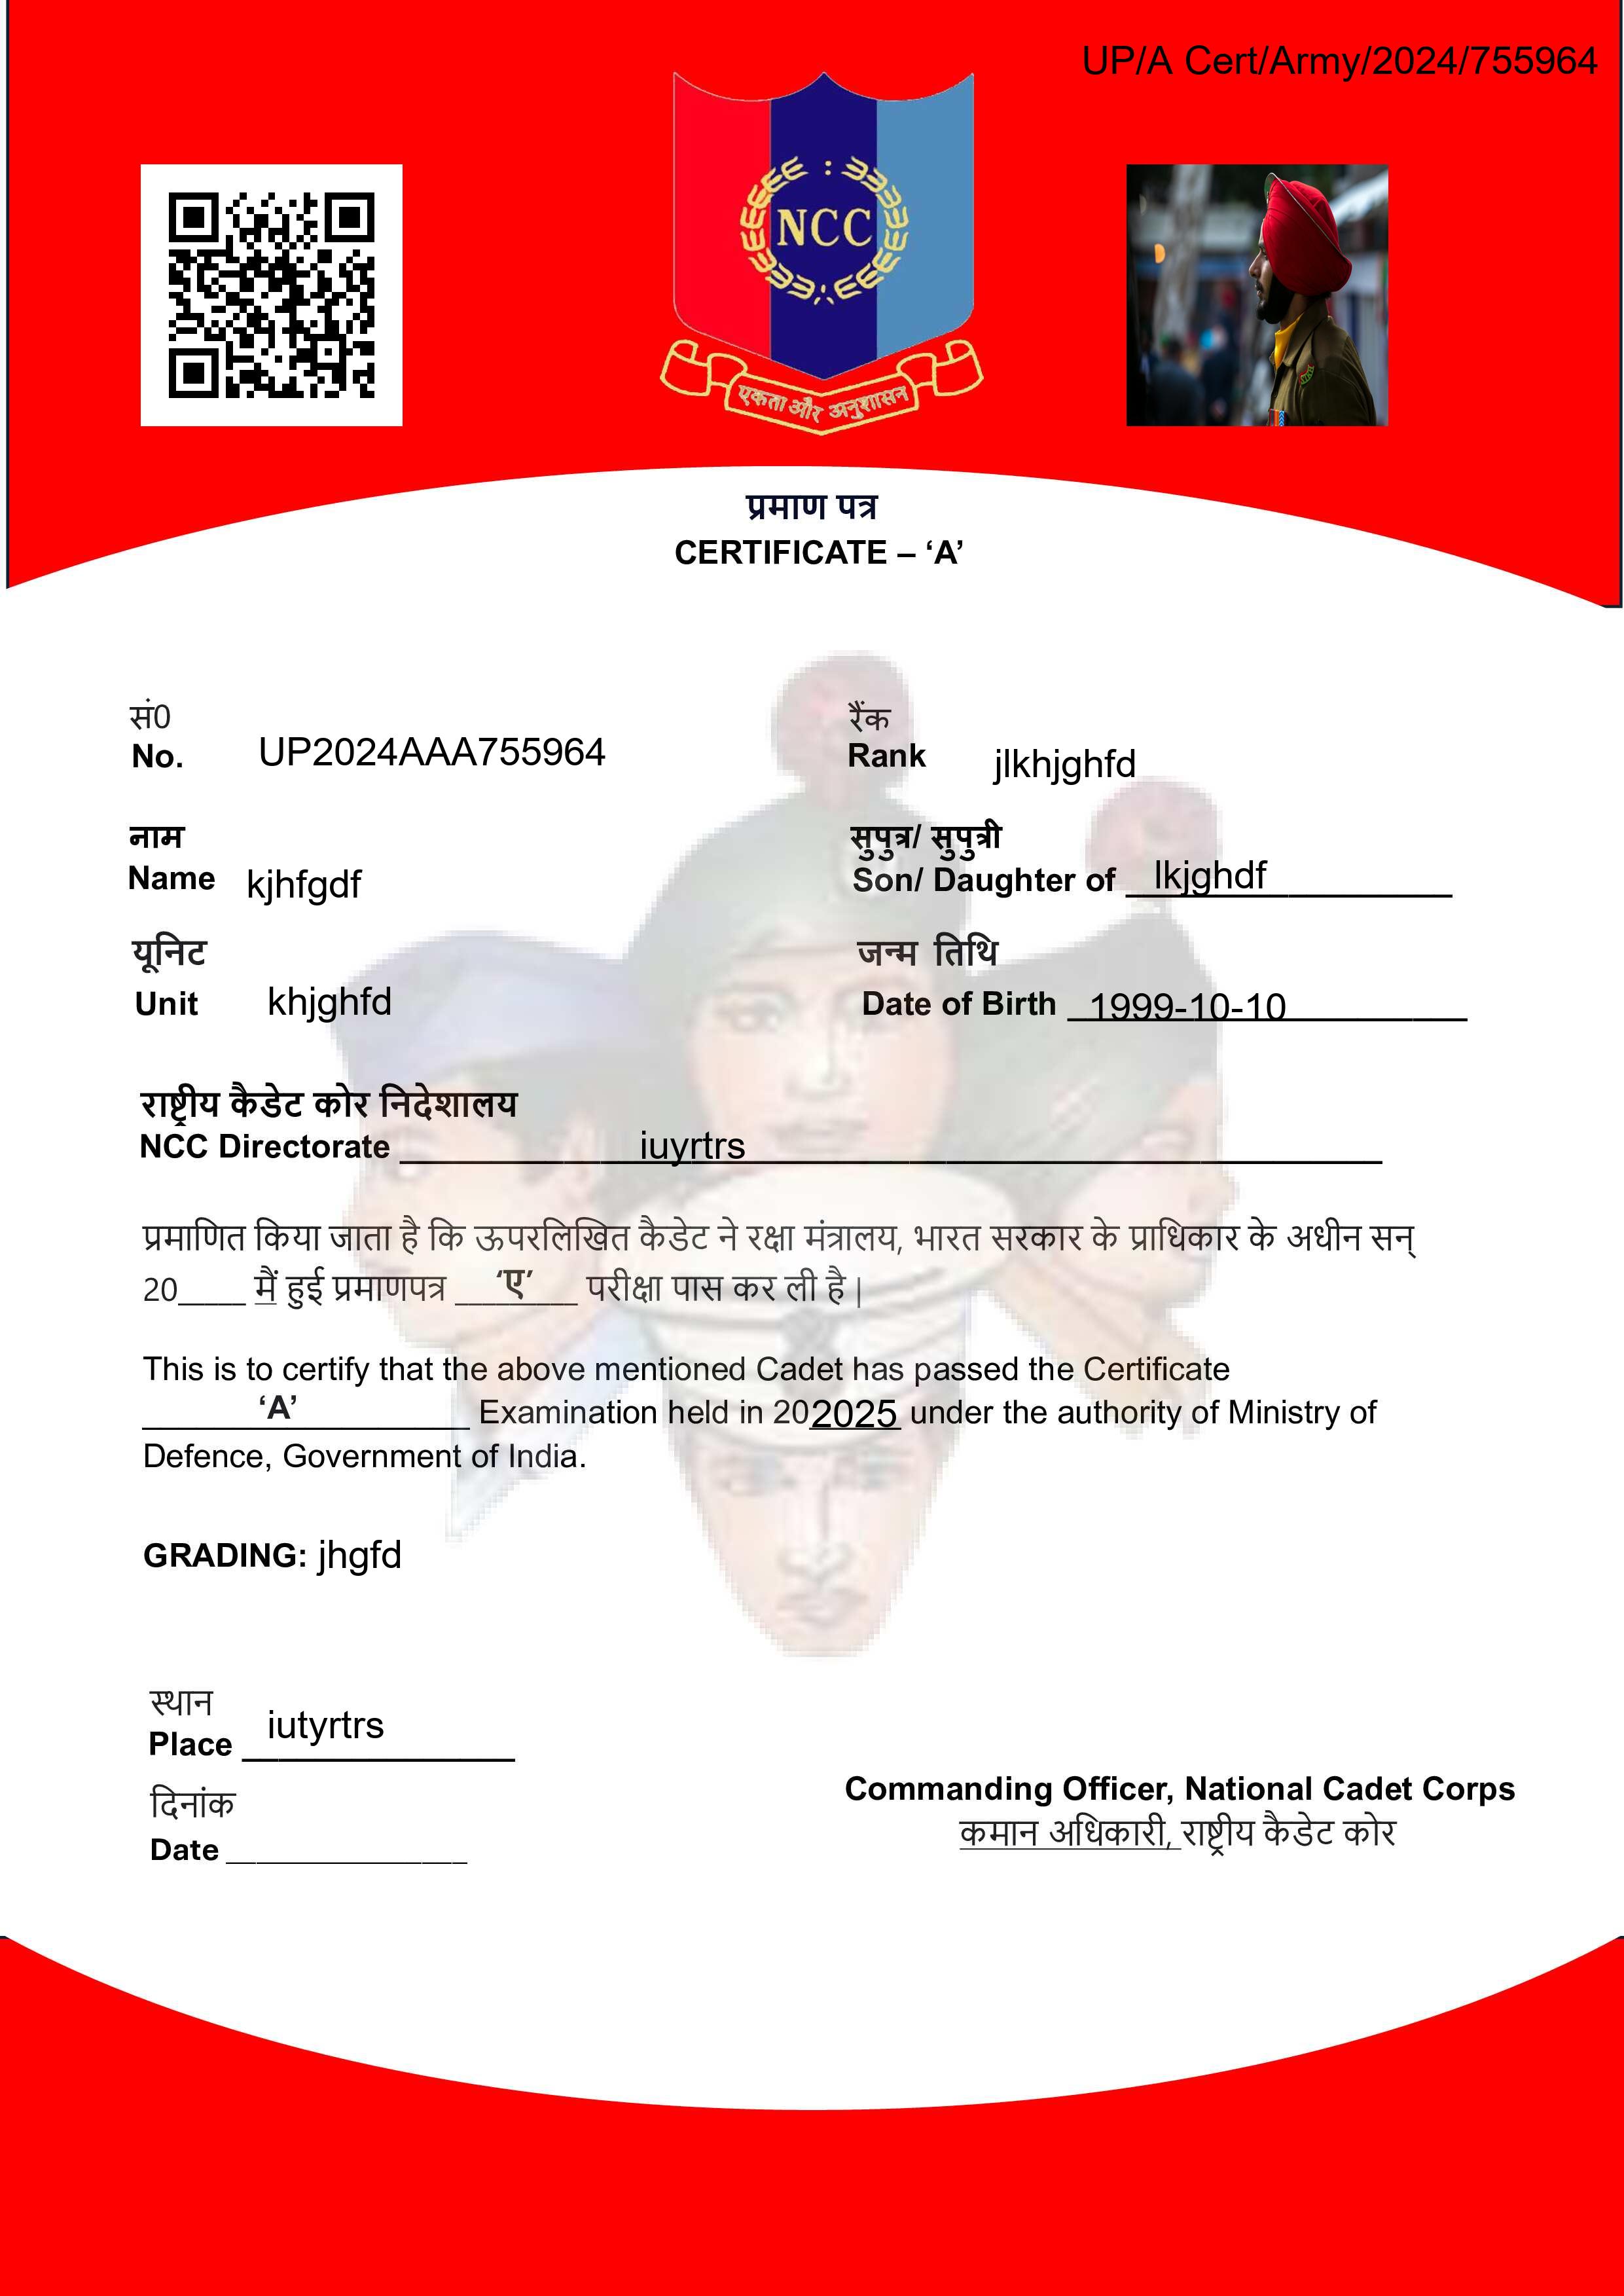 UP/A Cert/Army/2024/755964
NCC
एकता और अनुशासन
प्रमाण पत्र
CERTIFICATE – ‘A’
सं0
No. UP2024AAA755964
रैंक
Rank jlkhjghfd
नाम
Name kjhfgdf
सुपुत्र/ सुपुत्री
Son/ Daughter of lkjghdf
यूनिट
Unit khjghfd
जन्म तिथि
Date of Birth 1999-10-10
राष्ट्रीय कैडेट कोर निदेशालय
NCC Directorate iuyrtrs
प्रमाणित किया जाता है कि ऊपरलिखित कैडेट ने रक्षा मंत्रालय, भारत सरकार के प्राधिकार के अधीन सन्
20____ मैं हुई प्रमाणपत्र ‘ए’ परीक्षा पास कर ली है |
This is to certify that the above mentioned Cadet has passed the Certificate
‘A’ Examination held in 202025 under the authority of Ministry of
Defence, Government of India.
GRADING: jhgfd
स्थान
Place iutyrtrs
दिनांक
Date _______________
Commanding Officer, National Cadet Corps
कमान अधिकारी, राष्ट्रीय कैडेट कोर